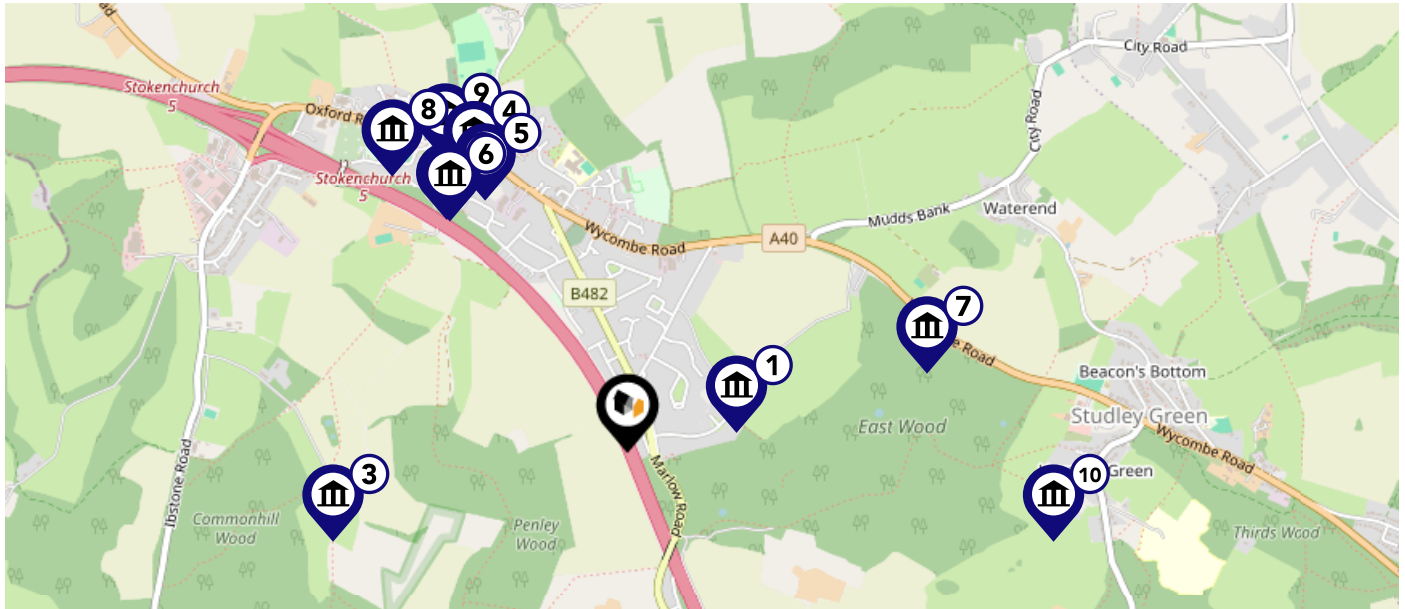 City Road
Stokenchurch
5
Oxford R
9
8
4
5
6
Stokenchurch
5
City Road
Waterend
Mudds Bank
Wycombe Road
A40
B482
7
e Road
1
Beacon's Bottom
Studley Green
East Wood
Wycombe Road
3
10
Green
Ibstone Road
Marlow Road
Commonhill
Wood
Penley
Wood
Thirds Wood